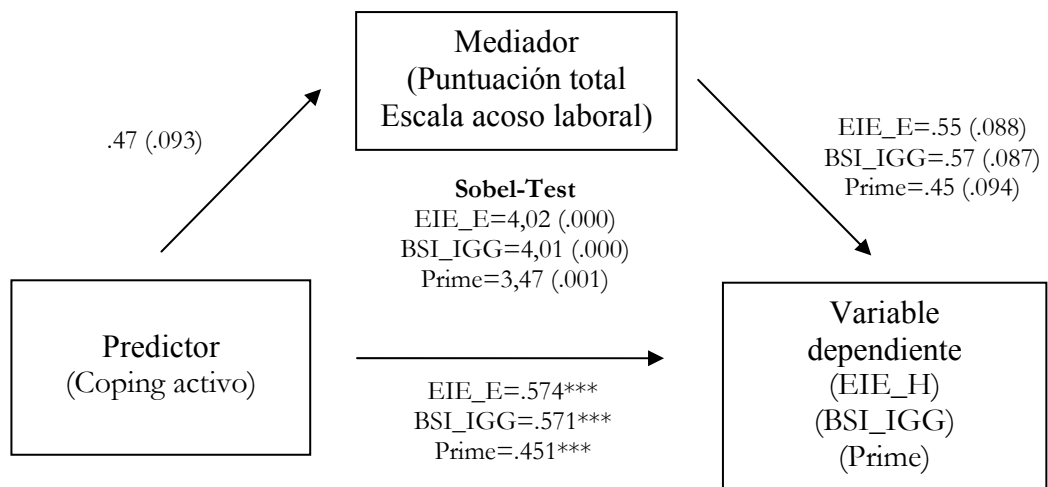 Mediador
(Puntuación total
Escala acoso laboral)
.47 (.093)
EIE_E=.55 (.088)
BSI_IGG=.57 (.087)
Prime=.45 (.094)
Sobel-Test
EIE_E=4,02 (.000)
BSI_IGG=4,01 (.000)
Prime=3,47 (.001)
Predictor
(Coping activo)
EIE_E=.574***
BSI_IGG=.571***
Prime=.451***
Variable
dependiente
(EIE_H)
(BSI_IGG)
(Prime)